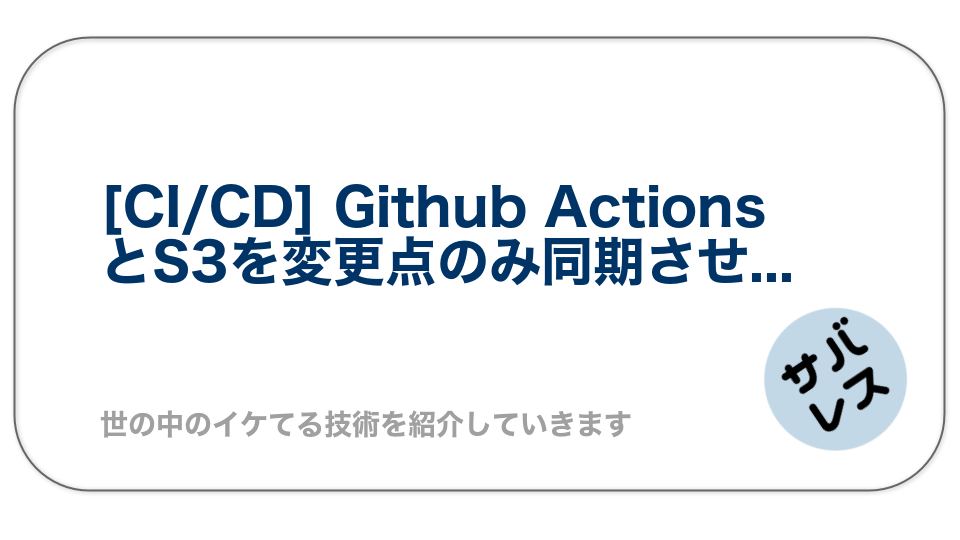 [CI/CD] Github Actions
とS3を変更点のみ同期させ...
世の中のイケてる技術を紹介していきます
サバ
レス